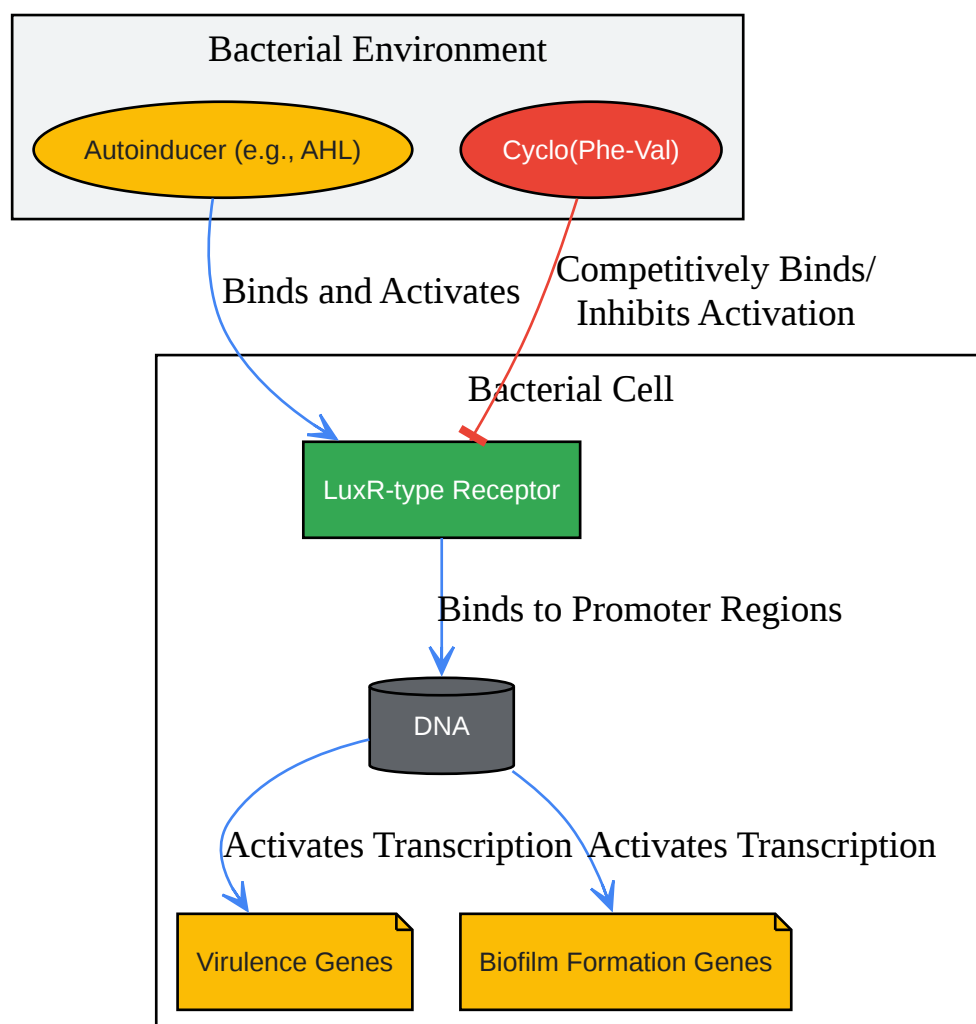 Bacterial Environment
Autoinducer (e.g., AHL)
Cyclo(Phe-Val)
Binds and Activates
Competitively Binds/
Inhibits Activation
Bacterial Cell
LuxR-type Receptor
Binds to Promoter Regions
DNA
Activates Transcription
Activates Transcription
Virulence Genes
Biofilm Formation Genes